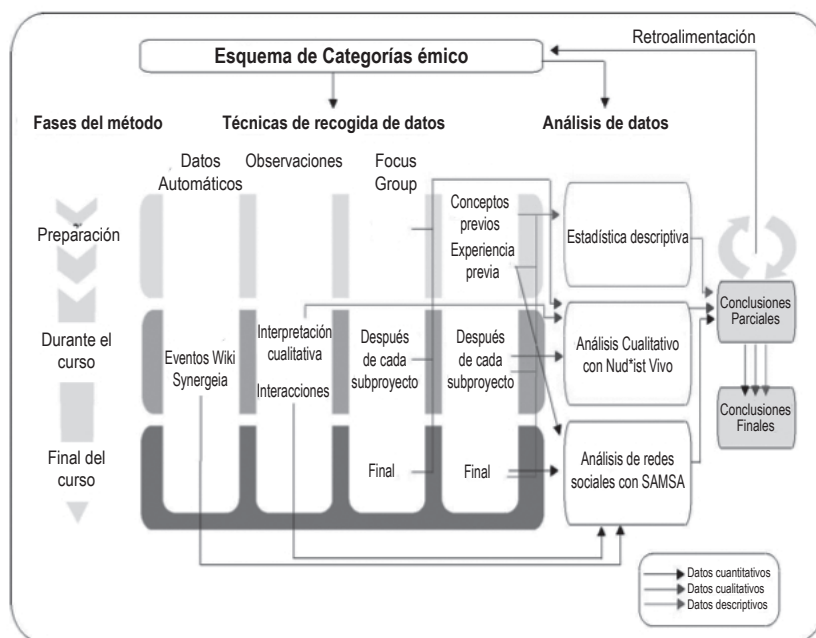 Retroalimentación
Esquema de Categorías émico
Fases del método
Técnicas de recogida de datos
Análisis de datos
Datos
Automáticos
Observaciones
Focus
Group
Preparación
Conceptos
previos
Experiencia
previa
Estadística descriptiva
Conclusiones
Parciales
Durante el
curso
Eventos Wiki
Synergeia
Interpretación
cualitativa
Interacciones
Después
de cada
subproyecto
Después
de cada
subproyecto
Análisis Cualitativo
con Nud*ist Vivo
Conclusiones
Finales
Final del
curso
Final
Final
Análisis de redes
sociales con SAMSA
Datos cuantitativos
Datos cualitativos
Datos descriptivos